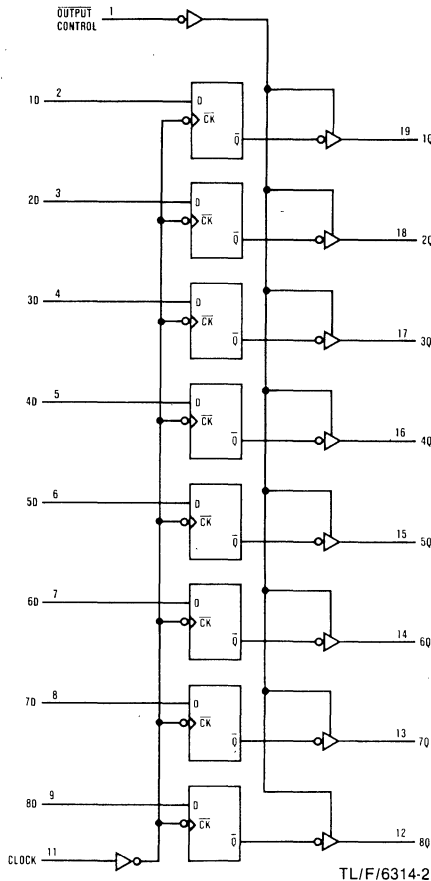 OUTPUT CONTROL 1
1D 2 D
CK
Q̅ 19 1Q
2D 3 D
CK
Q̅ 18 2Q
3D 4 D
CK
Q̅ 17 3Q
4D 5 D
CK
Q̅ 16 4Q
5D 6 D
CK
Q̅ 15 5Q
6D 7 D
CK
Q̅ 14 6Q
7D 8 D
CK
Q̅ 13 7Q
8D 9 D
CK
Q̅ 12 8Q
CLOCK 11
TL/F/6314-2